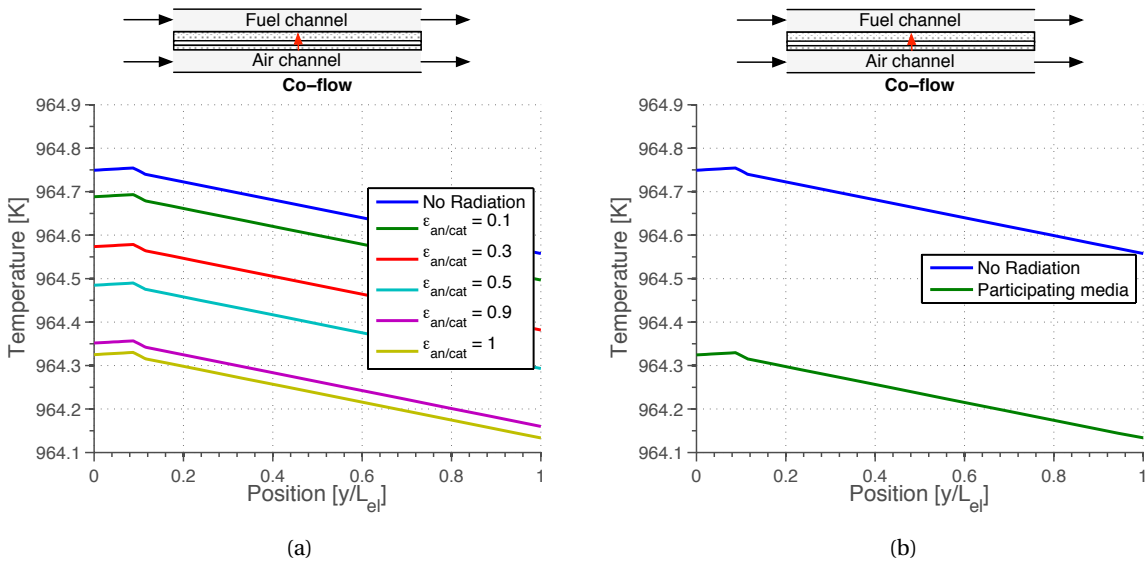 Fuel channel
Air channel
Co-flow
964.9
964.8
964.7
964.6
964.5
964.4
964.3
964.2
964.1
Temperature [K]
0
0.2
0.4
0.6
0.8
1
Position [y/L_el]
No Radiation
ε_an/cat = 0.1
ε_an/cat = 0.3
ε_an/cat = 0.5
ε_an/cat = 0.9
ε_an/cat = 1
(a)
Fuel channel
Air channel
Co-flow
964.9
964.8
964.7
964.6
964.5
964.4
964.3
964.2
964.1
Temperature [K]
0
0.2
0.4
0.6
0.8
1
Position [y/L_el]
No Radiation
Participating media
(b)